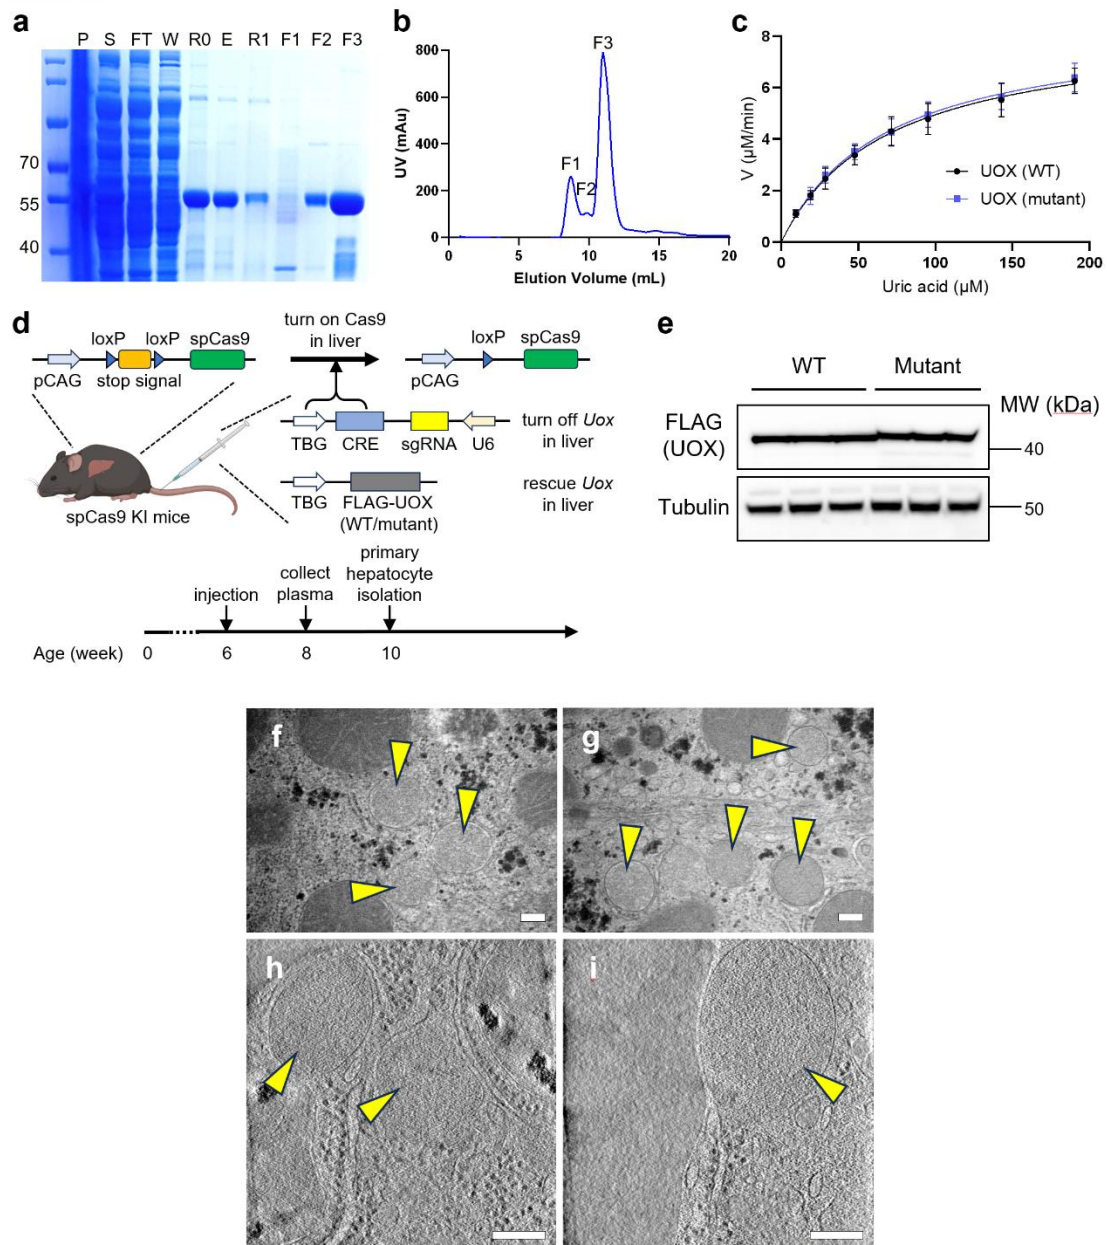 a
P S FT W R0 E R1 F1 F2 F3
70
55
40
b
800
600
400
200
0
UV (mAu)
F1
F2
F3
0 5 10 15 20
Elution Volume (mL)
c
8
6
4
2
0
V (µM/min)
UOX (WT)
UOX (mutant)
0 50 100 150 200
Uric acid (µM)
d
loxP loxP spCas9
pCAG stop signal
turn on Cas9
in liver
loxP spCas9
pCAG
TBG CRE sgRNA U6
turn off Uox
in liver
TBG FLAG-UOX
(WT/mutant)
rescue Uox
in liver
spCas9 KI mice
injection
collect
plasma
primary
hepatocyte
isolation
Age (week) 0 6 8 10
e
WT Mutant
MW (kDa)
FLAG
(UOX)
40
Tubulin
50
f
g
h
i